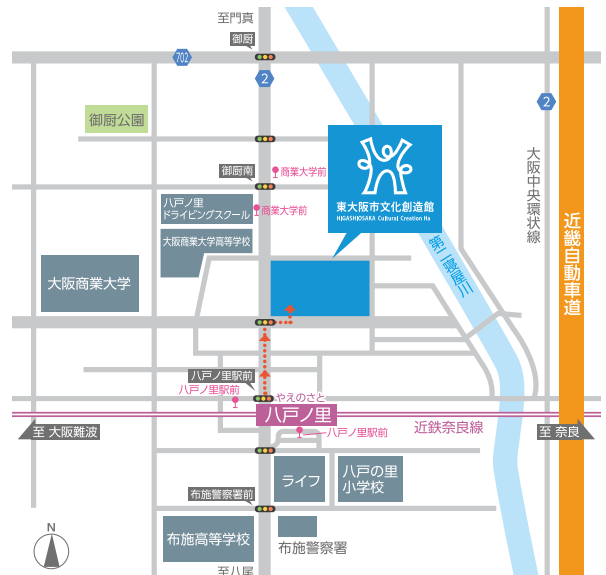 至門真
御厨
702
2
2
御厨公園
御厨南
商業大学前
八戸ノ里
ドライビングスクール
商業大学前
大阪商業大学高等学校
大阪商業大学
東大阪市文化創造館
HIGASHIOSAKA Cultural Creation Ha
第二寝屋川
大阪中央環状線
近畿自動車道
八戸ノ里駅前
八戸ノ里駅前
やえのさと
八戸ノ里
近鉄奈良線
至 大阪難波
至 奈良
八戸ノ里駅前
ライフ
八戸の里
小学校
布施警察署前
布施高等学校
布施警察署
N
至八尾